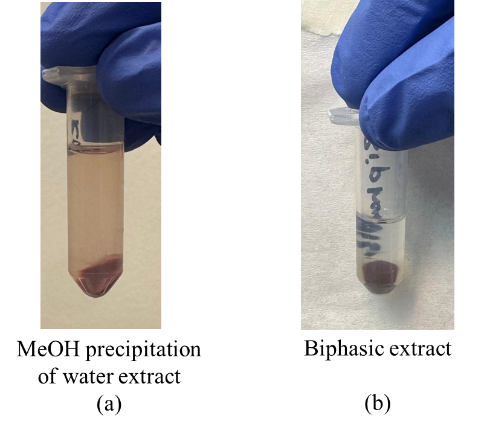 MeOH precipitation
of water extract
(a)
Biphasic extract
(b)